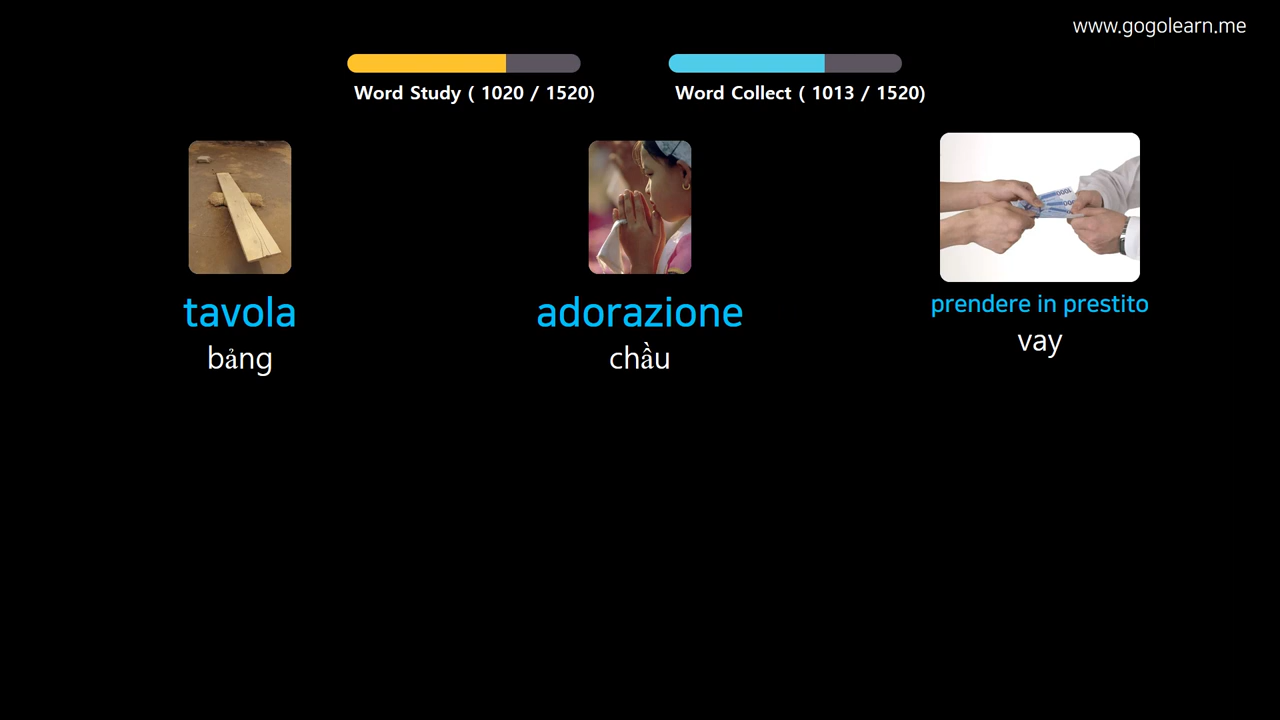 www.gogolearn.me
Word Study ( 1020 / 1520)
Word Collect ( 1013 / 1520)
tavola
bảng
adorazione
chầu
prendere in prestito
vay